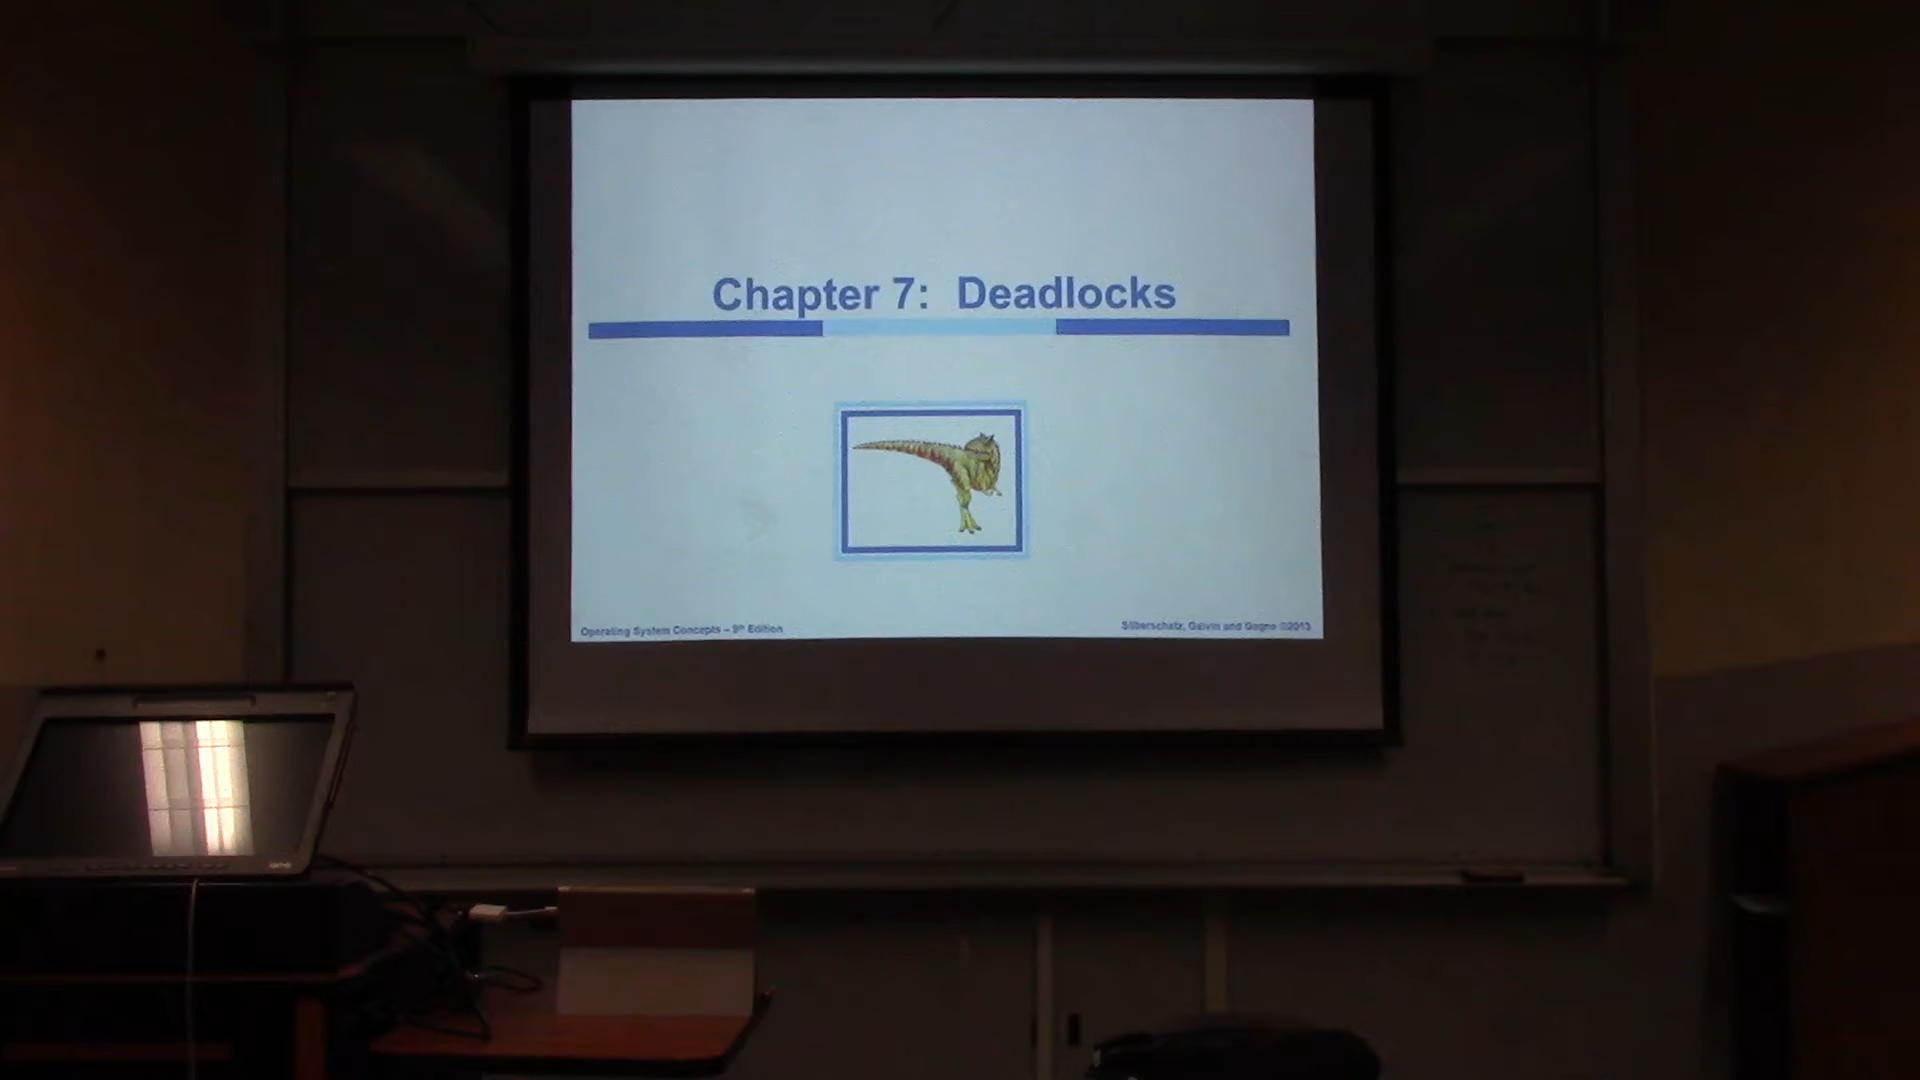 Chapter 7: Deadlocks
Operating System Concepts – 9th Edition
Silberschatz, Galvin and Gagne ©2013